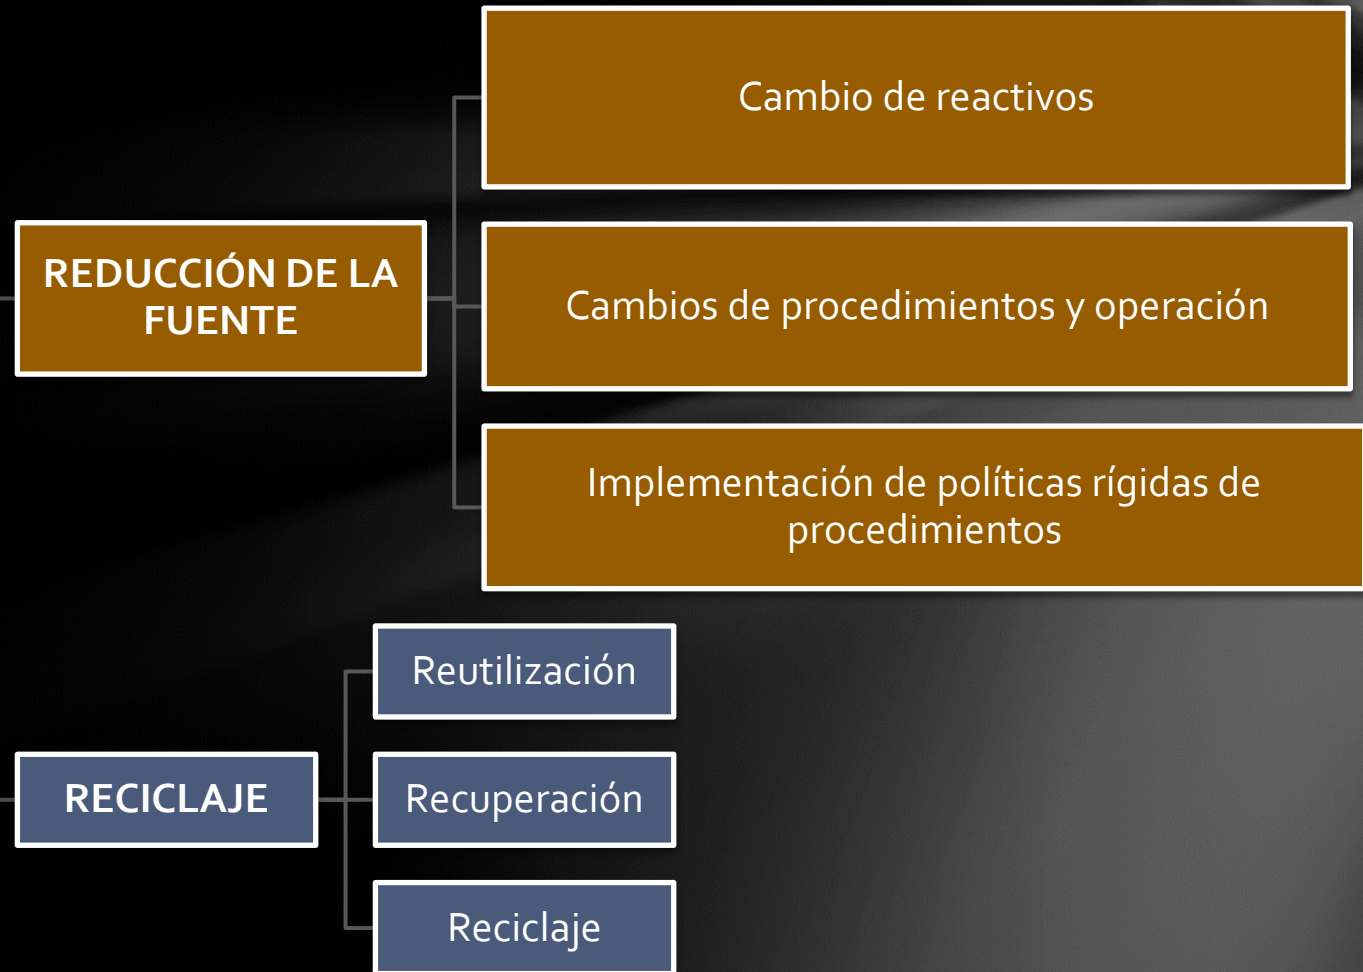 Cambio de reactivos
REDUCCIÓN DE LA
FUENTE
Cambios de procedimientos y operación
Implementación de políticas rígidas de
procedimientos
Reutilización
RECICLAJE
Recuperación
Reciclaje